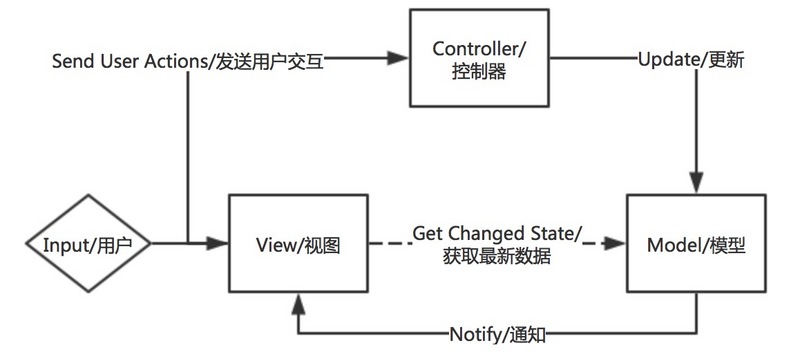 Send User Actions/发送用户交互
Controller/
控制器
Update/更新
Input/用户
View/视图
Get Changed State/
获取最新数据
Model/模型
Notify/通知